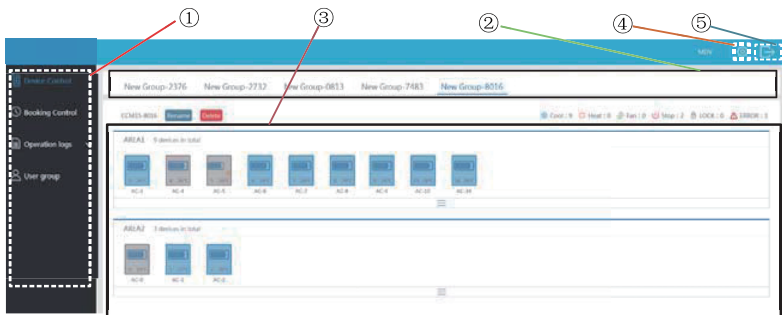 ① ③ ② ④ ⑤
MDV
Device Control
New Group-2376 New Group-2732 New Group-0813 New Group-7483 New Group-8016
Booking Control
CCM15-8016 Rename Delete
Cool : 9 Heat : 0 Fan : 0 Stop : 2 LOCK : 0 ERROR : 1
Operation logs
AREA1 9 devices in total
User group
AC-3 AC-4 AC-5 AC-6 AC-7 AC-8 AC-9 AC-10 AC-14
AREA2 3 devices in total
AC-0 AC-1 AC-2